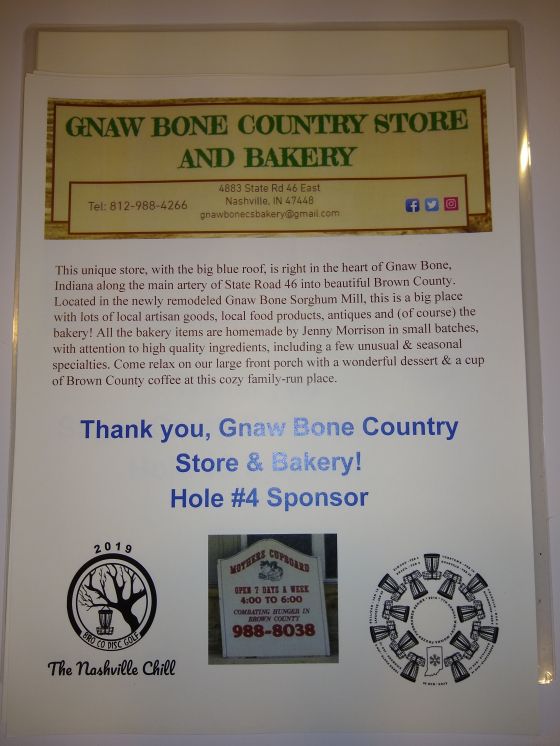 GNAW BONE COUNTRY STORE
AND BAKERY
Tel: 812-988-4266
4883 State Rd 46 East
Nashville, IN 47448
gnawbonecsbakery@gmail.com
This unique store, with the big blue roof, is right in the heart of Gnaw Bone,
Indiana along the main artery of State Road 46 into beautiful Brown County.
Located in the newly remodeled Gnaw Bone Sorghum Mill, this is a big place
with lots of local artisan goods, local food products, antiques and (of course) the
bakery! All the bakery items are homemade by Jenny Morrison in small batches,
with attention to high quality ingredients, including a few unusual & seasonal
specialties. Come relax on our large front porch with a wonderful dessert & a cup
of Brown County coffee at this cozy family-run place.
Thank you, Gnaw Bone Country
Store & Bakery!
Hole #4 Sponsor
2019
BRO CO DISC GOLF
The Nashville Chill
MOTHERS CUPBOARD
OPEN 7 DAYS A WEEK
4:00 TO 6:00
COMBATING HUNGER IN
BROWN COUNTY
988-8038